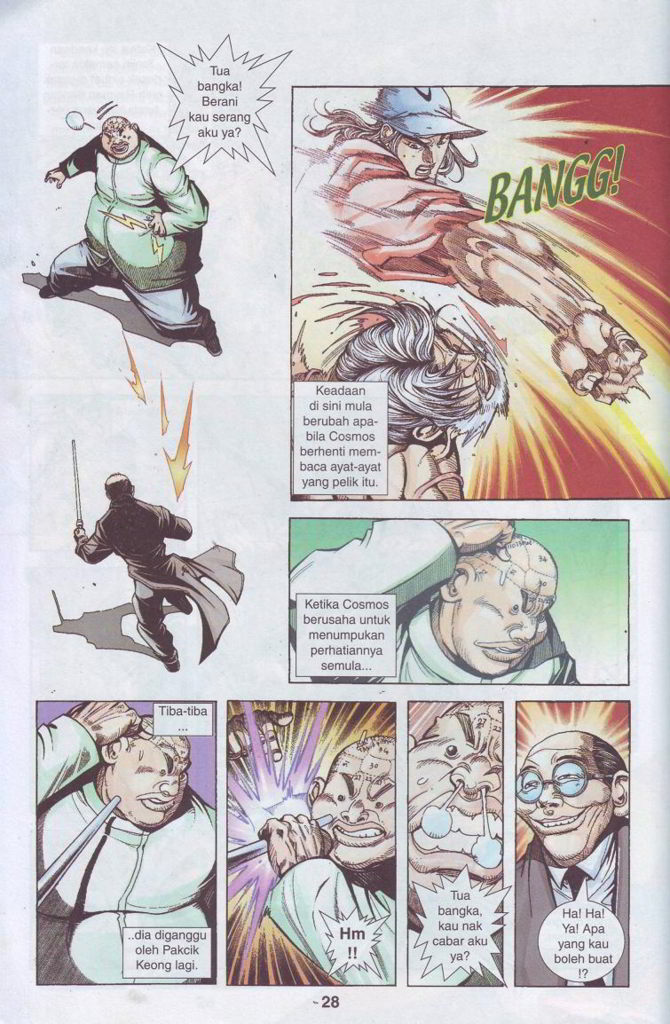 Tua
bangka!
Berani
kau serang
aku ya?
BANGG!
Keadaan
di sini mula
berubah apa-
bila Cosmos
berhenti mem-
baca ayat-ayat
yang pelik itu.
Ketika Cosmos
berusaha untuk
menumpukan
perhatiannya
semula...
Tiba-tiba
...
..dia diganggu
oleh Pakcik
Keong lagi.
Hm
!!
Tua
bangka,
kau nak
cabar aku
ya?
Ha! Ha!
Ya! Apa
yang kau
boleh buat
!?
- 28